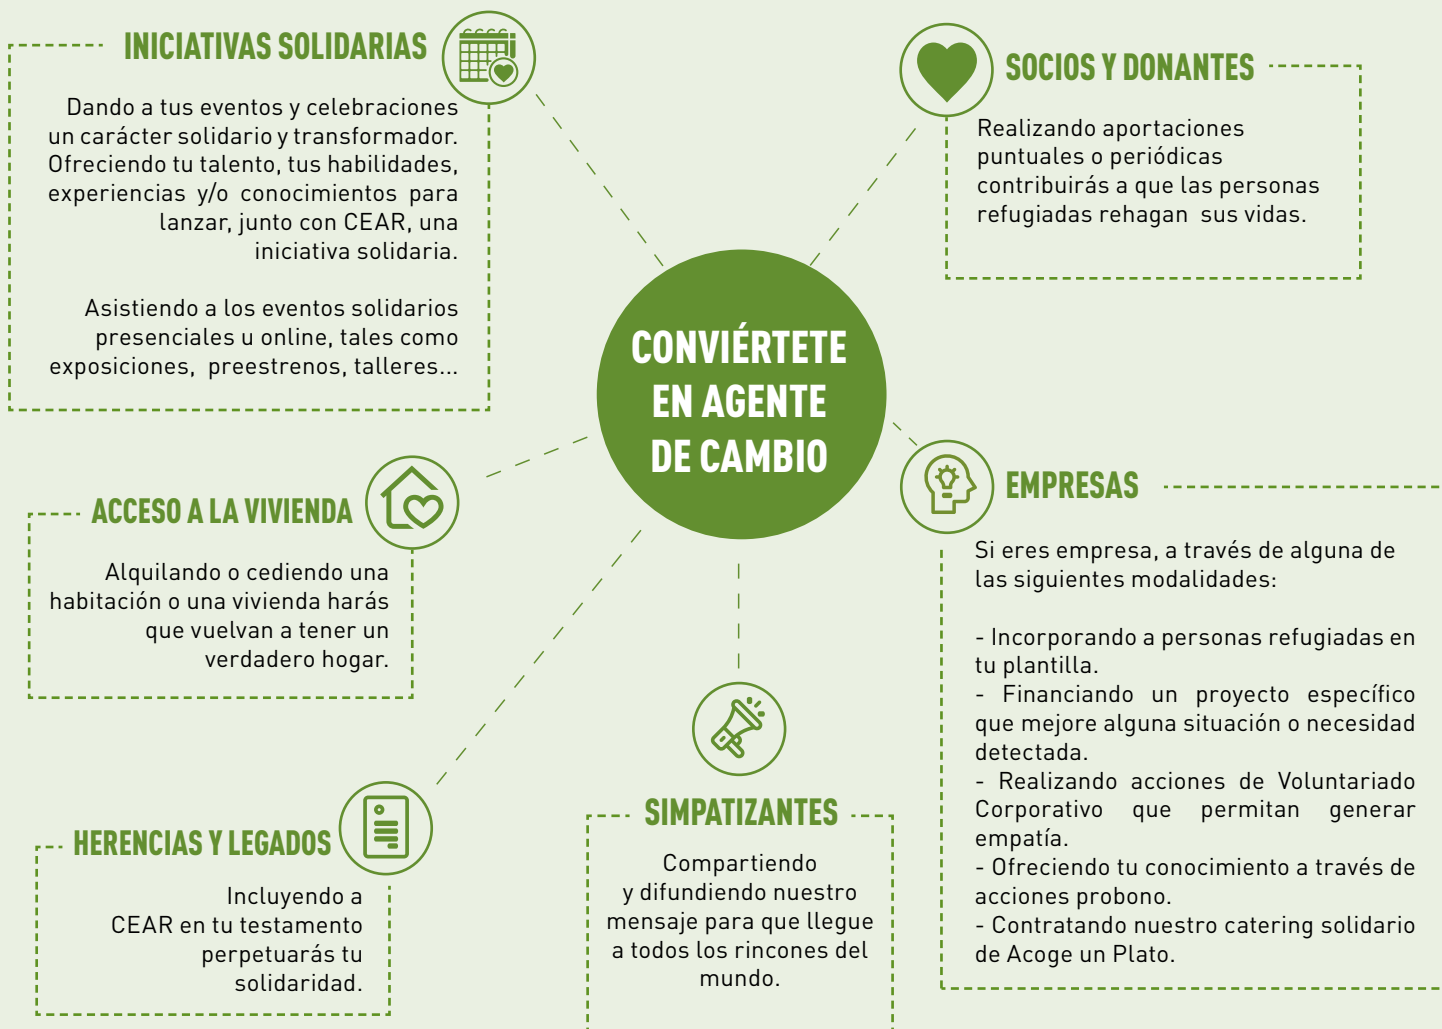 INICIATIVAS SOLIDARIAS
Dando a tus eventos y celebraciones
un carácter solidario y transformador.
Ofreciendo tu talento, tus habilidades,
experiencias y/o conocimientos para
lanzar, junto con CEAR, una
iniciativa solidaria.
Asistiendo a los eventos solidarios
presenciales u online, tales como
exposiciones, preestrenos, talleres...
SOCIOS Y DONANTES
Realizando aportaciones
puntuales o periódicas
contribuirás a que las personas
refugiadas rehagan sus vidas.
CONVIÉRTETE
EN AGENTE
DE CAMBIO
ACCESO A LA VIVIENDA
Alquilando o cediendo una
habitación o una vivienda harás
que vuelvan a tener un
verdadero hogar.
EMPRESAS
Si eres empresa, a través de alguna de
las siguientes modalidades:
- Incorporando a personas refugiadas en
tu plantilla.
- Financiando un proyecto específico
que mejore alguna situación o necesidad
detectada.
- Realizando acciones de Voluntariado
Corporativo que permitan generar
empatía.
- Ofreciendo tu conocimiento a través de
acciones probono.
- Contratando nuestro catering solidario
de Acoge un Plato.
HERENCIAS Y LEGADOS
Incluyendo a
CEAR en tu testamento
perpetuarás tu
solidaridad.
SIMPATIZANTES
Compartiendo
y difundiendo nuestro
mensaje para que llegue
a todos los rincones del
mundo.